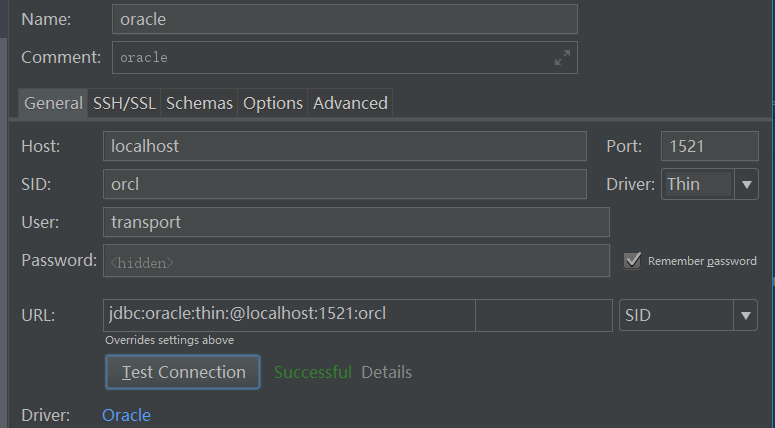 Name: oracle
Comment: oracle
General SSH/SSL Schemas Options Advanced
Host: localhost Port: 1521
SID: orcl Driver: Thin
User: transport
Password: <hidden> Remember password
URL: jdbc:oracle:thin:@localhost:1521:orcl SID
Overrides settings above
Test Connection Successful Details
Driver: Oracle